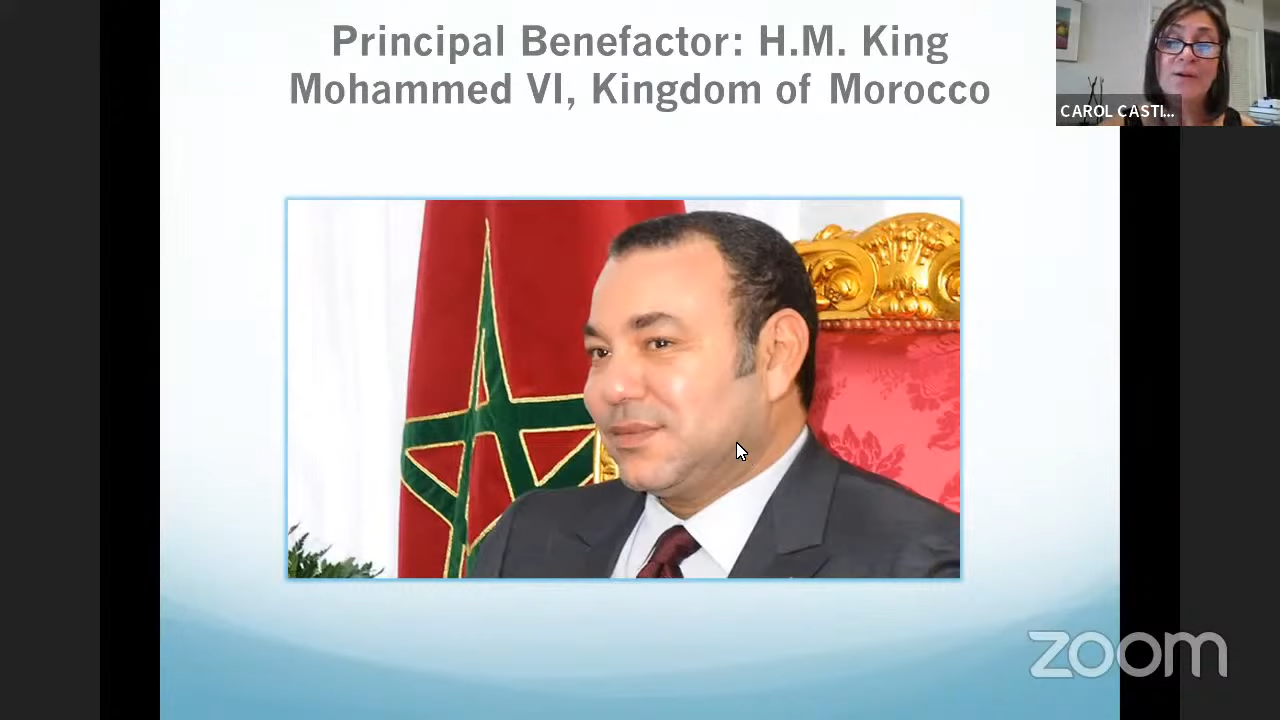 Principal Benefactor: H.M. King
Mohammed VI, Kingdom of Morocco
CAROL CASTI...
zoom